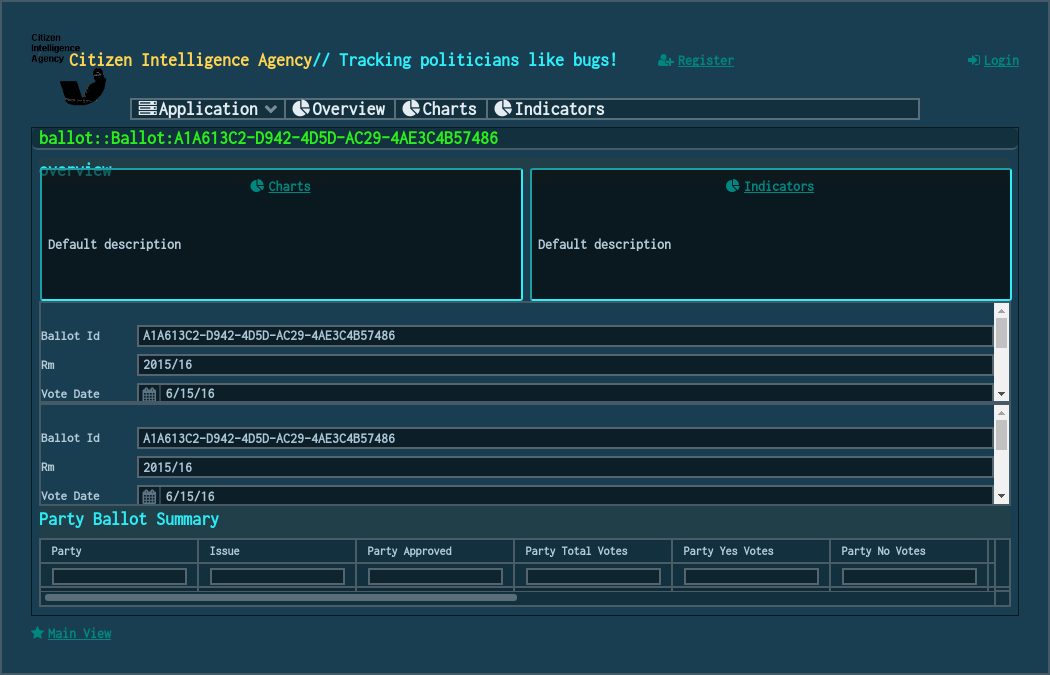 Citizen
Intelligence
Agency
Citizen Intelligence Agency// Tracking politicians like bugs!
Register
Login
Application Overview Charts Indicators
ballot::Ballot:A1A613C2-D942-4D5D-AC29-4AE3C4B57486
overview
Charts
Indicators
Default description
Default description
Ballot Id A1A613C2-D942-4D5D-AC29-4AE3C4B57486
Rm 2015/16
Vote Date 6/15/16
Ballot Id A1A613C2-D942-4D5D-AC29-4AE3C4B57486
Rm 2015/16
Vote Date 6/15/16
Party Ballot Summary
Party Issue Party Approved Party Total Votes Party Yes Votes Party No Votes
Main View